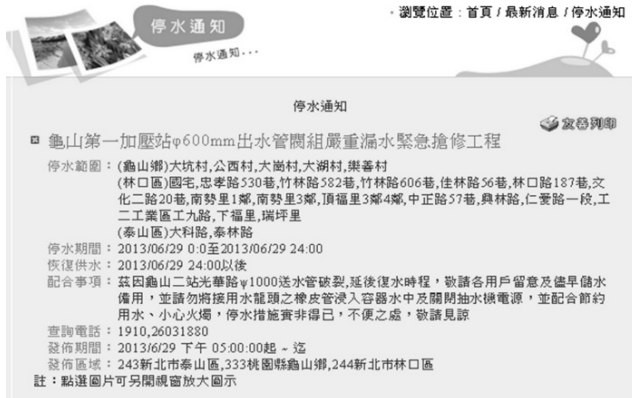 ・瀏覽位置：首頁 / 最新消息 / 停水通知
停水通知
停水通知...
停水通知
友善列印
龜山第一加壓站φ600mm出水管閥組嚴重漏水緊急搶修工程
停水範圍：(龜山鄉)大坑村,公西村,大崗村,大湖村,樂善村
(林口區)國宅,忠孝路530巷,竹林路582巷,竹林路606巷,佳林路56巷,林口路187巷,文
化二路20巷,南勢里1鄰,南勢里3鄰,頂福里3鄰4鄰,中正路57巷,興林路,仁愛路一段,工
二工業區工九路,下福里,瑞坪里
(泰山區)大科路,泰林路
停水期間：2013/06/29 0:0至2013/06/29 24:00
恢復供水：2013/06/29 24:00以後
配合事項：茲因龜山二站光華路ψ1000送水管破裂,延後復水時程，敬請各用戶留意及儘早儲水
備用，並請勿將接用水龍頭之橡皮管浸入容器水中及關閉抽水機電源，並配合節約
用水、小心火燭，停水措施實非得已，不便之處，敬請見諒
查詢電話：1910,26031880
發佈期間：2013/6/29 下午 05:00:00起 ~ 迄
發佈區域：243新北市泰山區,333桃園縣龜山鄉,244新北市林口區
註：點選圖片可另開視窗放大圖示